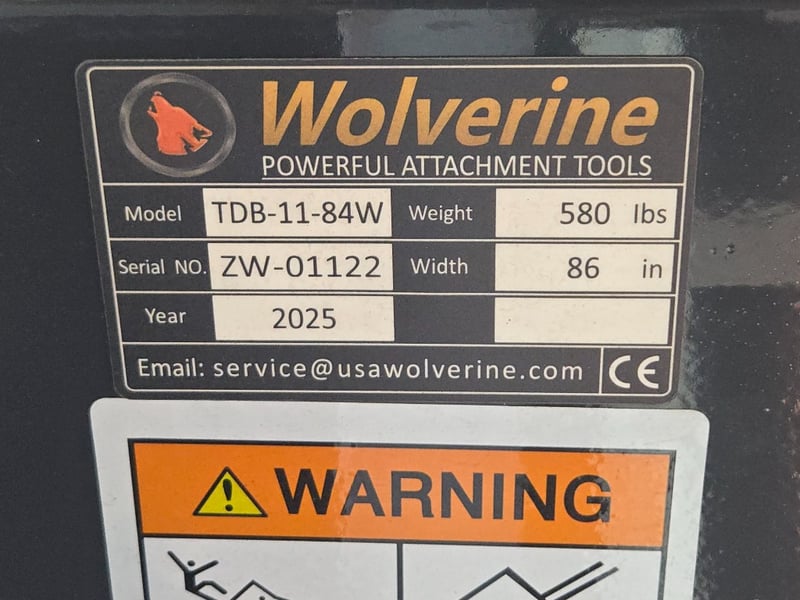 Wolverine
POWERFUL ATTACHMENT TOOLS
Model TDB-11-84W Weight 580 lbs
Serial NO. ZW-01122 Width 86 in
Year 2025
Email: service@usawolverine.com CE
WARNING